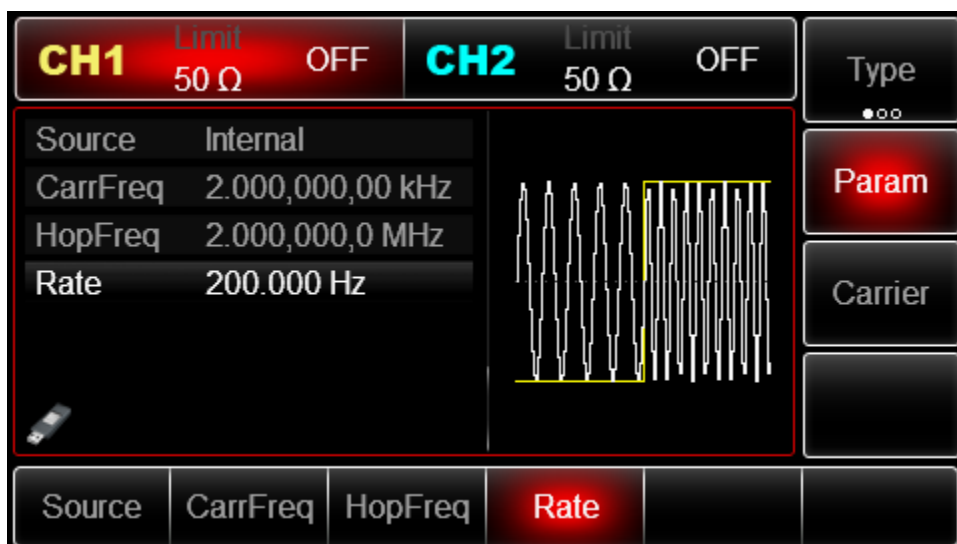 CH1 Limit 50 Ω OFF CH2 Limit 50 Ω OFF
Type
Source Internal
CarrFreq 2.000,000,00 kHz
HopFreq 2.000,000,0 MHz
Rate 200.000 Hz
Param
Carrier
Source CarrFreq HopFreq Rate